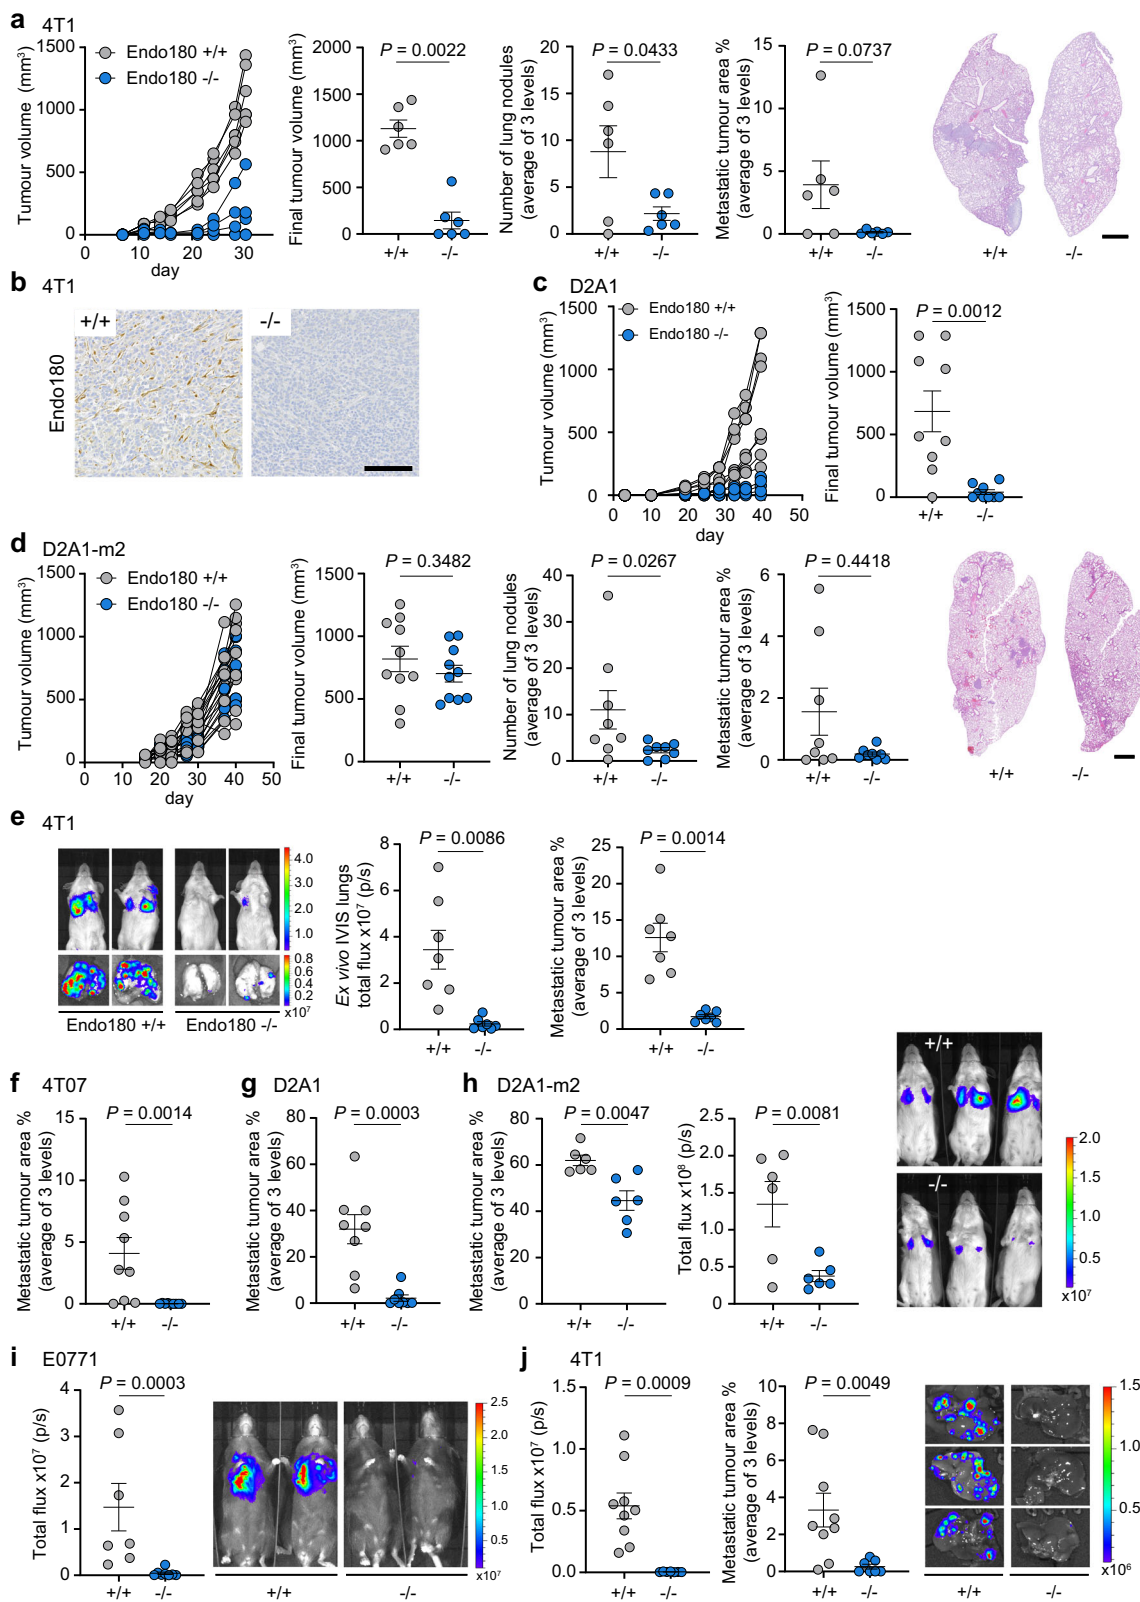 a 4T1
Tumour volume (mm³)
1500
1000
500
0
0 10 20 30
day
Endo180 +/+
Endo180 -/-
Final tumour volume (mm³)
2000
1500
1000
500
0
P = 0.0022
+/+ -/-
Number of lung nodules
(average of 3 levels)
20
15
10
5
0
P = 0.0433
+/+ -/-
Metastatic tumour area %
(average of 3 levels)
15
10
5
0
P = 0.0737
+/+ -/-
+/+ -/-
b 4T1
Endo180
+/+
-/-
c D2A1
Tumour volume (mm³)
1500
1000
500
0
0 10 20 30 40 50
day
Endo180 +/+
Endo180 -/-
Final tumour volume (mm³)
1500
1000
500
0
P = 0.0012
+/+ -/-
d D2A1-m2
Tumour volume (mm³)
1500
1000
500
0
0 10 20 30 40 50
day
Endo180 +/+
Endo180 -/-
Final tumour volume (mm³)
1500
1000
500
0
P = 0.3482
+/+ -/-
Number of lung nodules
(average of 3 levels)
40
30
20
10
0
P = 0.0267
+/+ -/-
Metastatic tumour area %
(average of 3 levels)
6
4
2
0
P = 0.4418
+/+ -/-
+/+ -/-
e 4T1
4.0
3.0
2.0
1.0
0.8
0.6
0.4
0.2
x10⁷
Endo180 +/+ Endo180 -/-
Ex vivo IVIS lungs
total flux x10⁷ (p/s)
8
6
4
2
0
P = 0.0086
+/+ -/-
Metastatic tumour area %
(average of 3 levels)
25
20
15
10
5
0
P = 0.0014
+/+ -/-
f 4T07
Metastatic tumour area %
(average of 3 levels)
15
10
5
0
P = 0.0014
+/+ -/-
g D2A1
Metastatic tumour area %
(average of 3 levels)
80
60
40
20
0
P = 0.0003
+/+ -/-
h D2A1-m2
Metastatic tumour area %
(average of 3 levels)
80
60
40
20
0
P = 0.0047
+/+ -/-
Total flux x10⁸ (p/s)
2.5
2.0
1.5
1.0
0.5
0
P = 0.0081
+/+ -/-
+/+
-/-
2.0
1.5
1.0
0.5
x10⁷
i E0771
Total flux x10⁷ (p/s)
4
3
2
1
0
P = 0.0003
+/+ -/-
+/+ -/-
2.5
2.0
1.5
1.0
0.5
x10⁷
j 4T1
Total flux x10⁷ (p/s)
1.5
1.0
0.5
0.0
P = 0.0009
+/+ -/-
Metastatic tumour area %
(average of 3 levels)
10
8
6
4
2
0
P = 0.0049
+/+ -/-
+/+ -/-
1.5
1.0
0.5
x10⁶